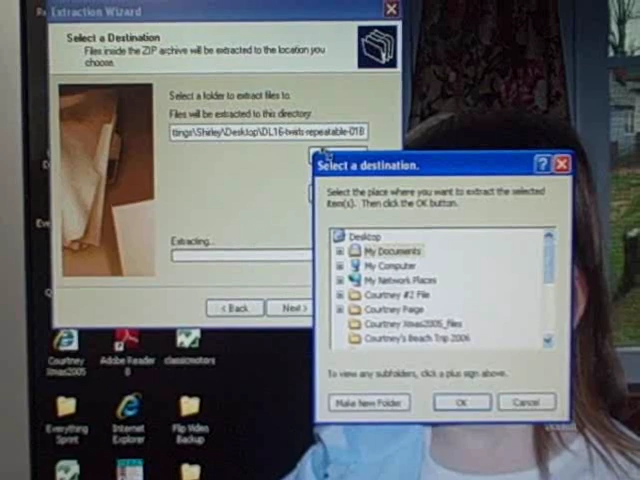 Extraction Wizard
Select a Destination
Files inside the ZIP archive will be extracted to the location you
choose.
Select a folder to extract files to.
Files will be extracted to this directory:
ttings\Shirley\Desktop\DL16-twists-repeatable-01B
Extracting...
< Back
Next >
Select a destination.
Select the place where you want to extract the selected
item(s). Then click the OK button.
Desktop
My Documents
My Computer
My Network Places
Courtney #2 File
Courtney Paige
Courtney Xmas2005_files
Courtney's Beach Trip 2006
To view any subfolders, click a plus sign above.
Make New Folder
OK
Cancel
Courtney
Xmas2005
Adobe Reader
8
classicmotors
Everything
Sprint
Internet
Explorer
Flip Video
Backup